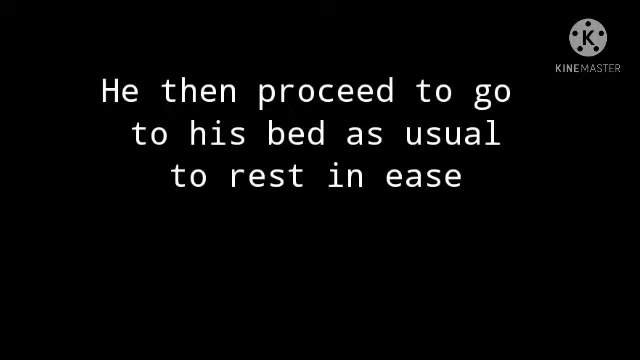 He then proceed to go
to his bed as usual
to rest in ease
K
KINEMASTER